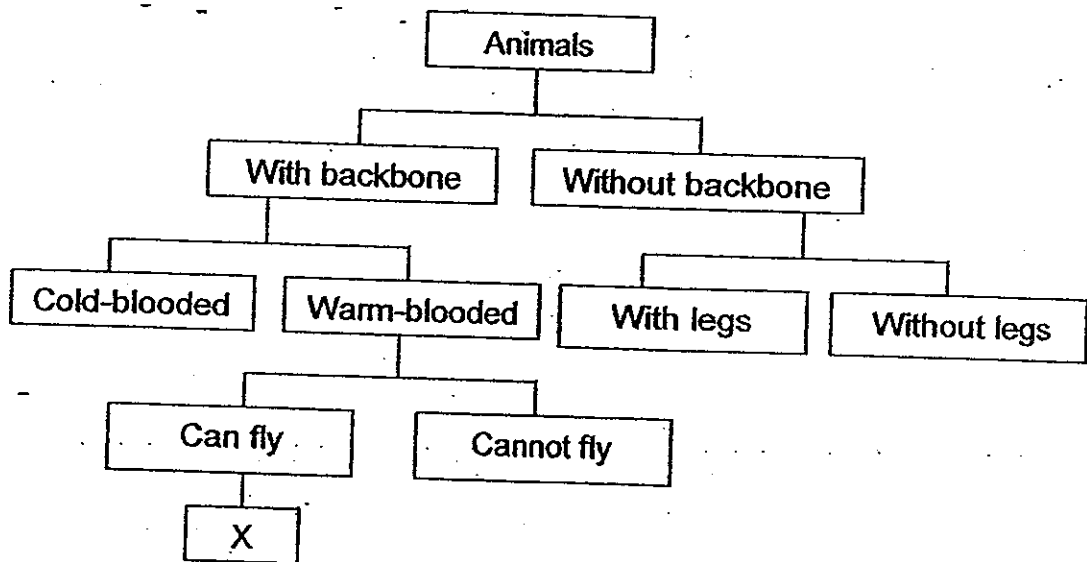 Animals
With backbone
Without backbone
Cold-blooded
Warm-blooded
With legs
Without legs
Can fly
Cannot fly
X